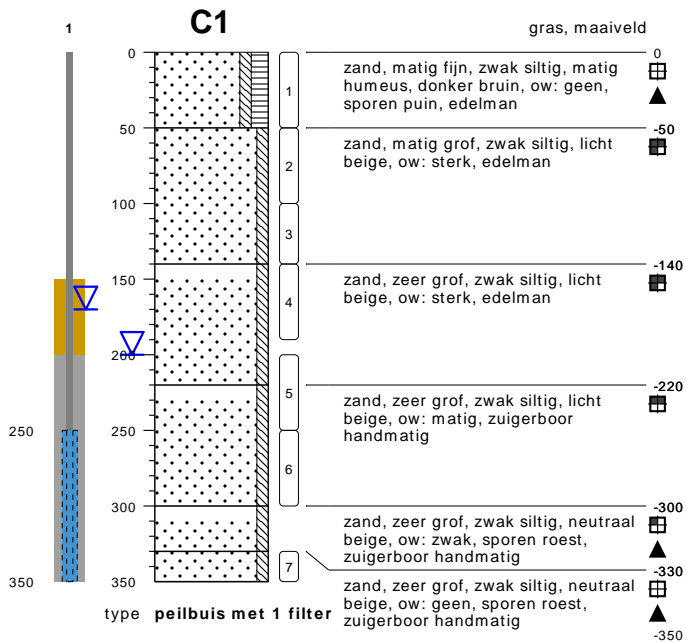 C1
1
gras, maaiveld
0
50
100
150
200
250
300
350
250
350
1
2
3
4
5
6
7
0
zand, matig fijn, zwak siltig, matig
humeus, donker bruin, ow: geen,
sporen puin, edelman
-50
zand, matig grof, zwak siltig, licht
beige, ow: sterk, edelman
-140
zand, zeer grof, zwak siltig, licht
beige, ow: sterk, edelman
-220
zand, zeer grof, zwak siltig, licht
beige, ow: matig, zuigerboor
handmatig
-300
zand, zeer grof, zwak siltig, neutraal
beige, ow: zwak, sporen roest,
zuigerboor handmatig
-330
zand, zeer grof, zwak siltig, neutraal
beige, ow: geen, sporen roest,
zuigerboor handmatig
-350
type peilbuis met 1 filter